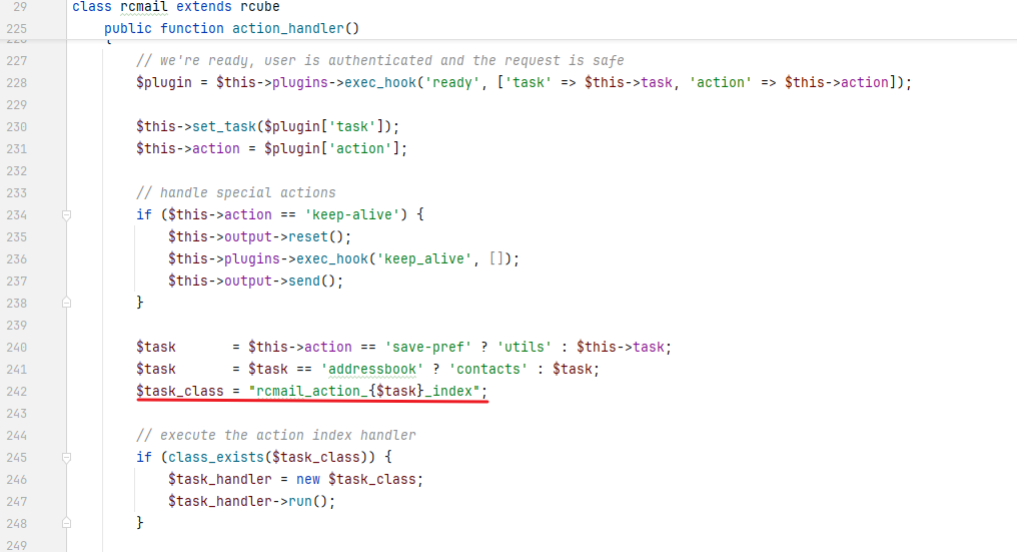 29 class rcmail extends rcube
225 public function action_handler()
226 {
227 // we're ready, user is authenticated and the request is safe
228 $plugin = $this->plugins->exec_hook('ready', ['task' => $this->task, 'action' => $this->action]);
229
230 $this->set_task($plugin['task']);
231 $this->action = $plugin['action'];
232
233 // handle special actions
234 if ($this->action == 'keep-alive') {
235 $this->output->reset();
236 $this->plugins->exec_hook('keep_alive', []);
237 $this->output->send();
238 }
239
240 $task = $this->action == 'save-pref' ? 'utils' : $this->task;
241 $task = $task == 'addressbook' ? 'contacts' : $task;
242 $task_class = "rcmail_action_{$task}_index";
243
244 // execute the action index handler
245 if (class_exists($task_class)) {
246 $task_handler = new $task_class;
247 $task_handler->run();
248 }
249